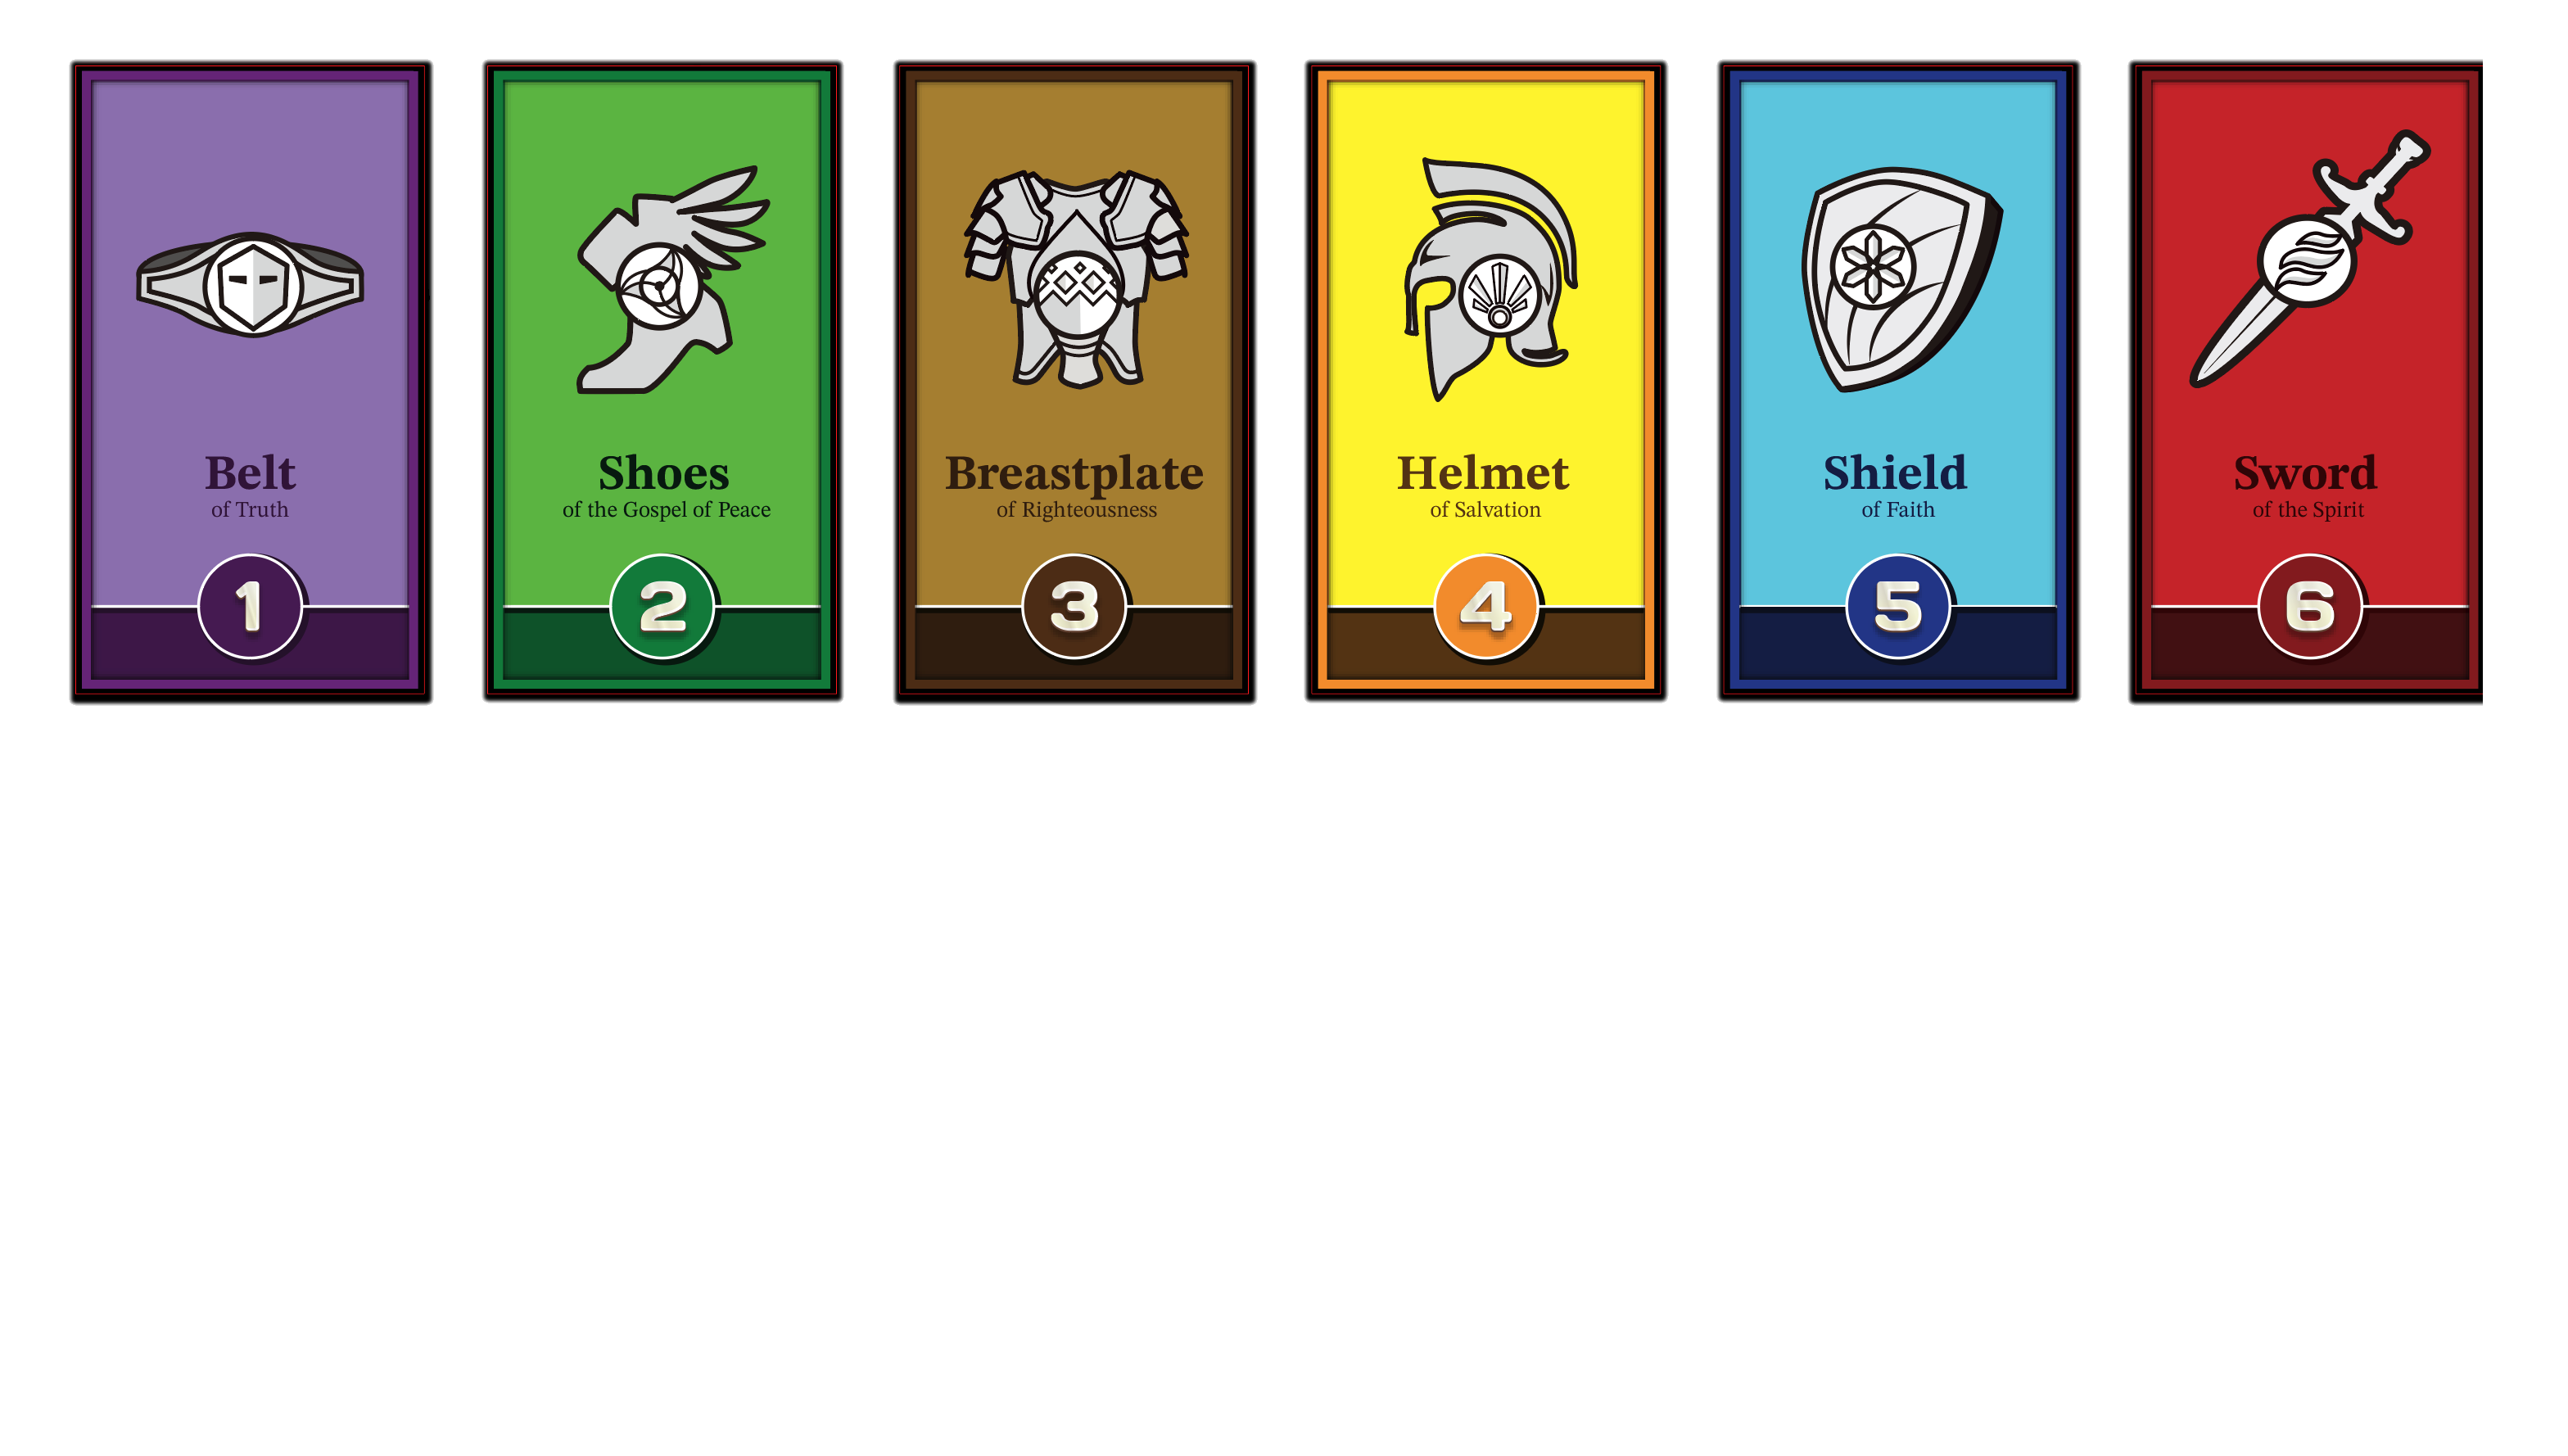 Belt
of Truth
1
Shoes
of the Gospel of Peace
2
Breastplate
of Righteousness
3
Helmet
of Salvation
4
Shield
of Faith
5
Sword
of the Spirit
6